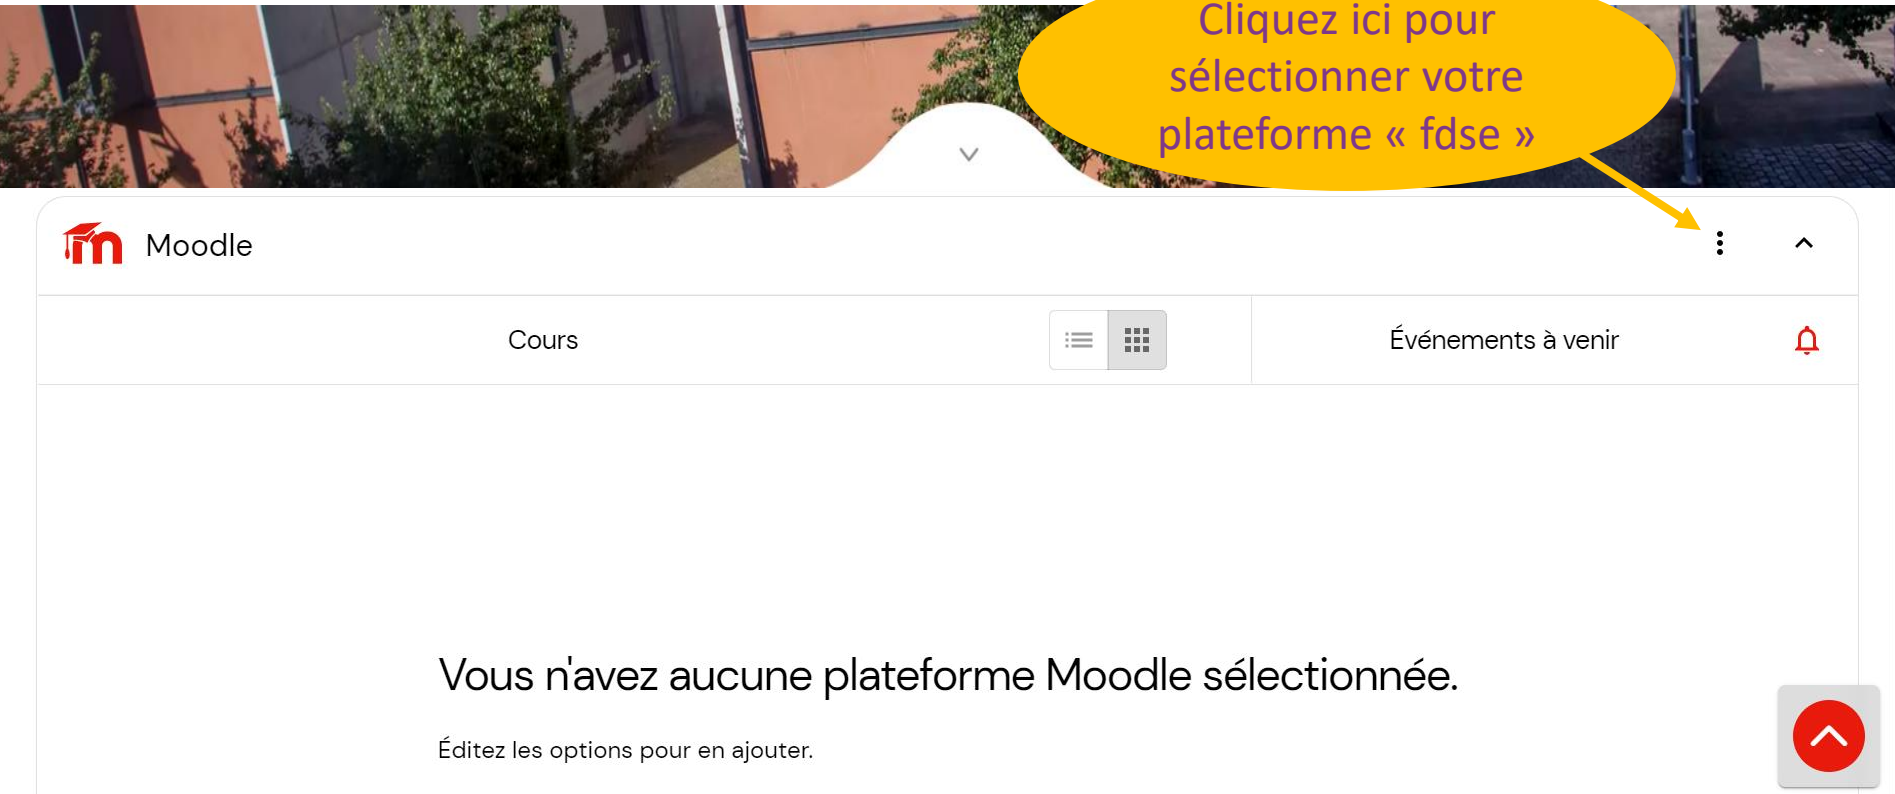 Cliquez ici pour
sélectionner votre
plateforme « fdse »
Moodle
Cours
Événements à venir
Vous n'avez aucune plateforme Moodle sélectionnée.
Éditez les options pour en ajouter.